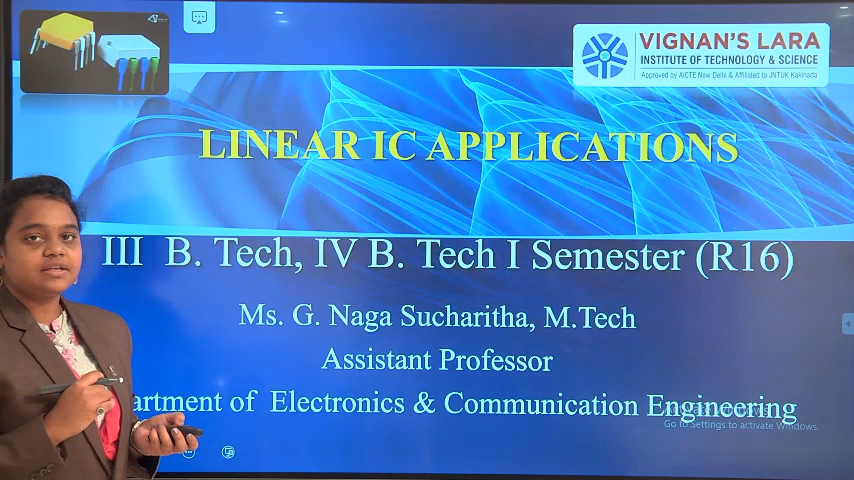 VIGNAN'S LARA
INSTITUTE OF TECHNOLOGY & SCIENCE
Approved by AICTE New Delhi & Affiliated to JNTUK Kakinada
LINEAR IC APPLICATIONS
III B. Tech, IV B. Tech I Semester (R16)
Ms. G. Naga Sucharitha, M.Tech
Assistant Professor
artment of Electronics & Communication Engineering
Activate Windows
Go to Settings to activate Windows.